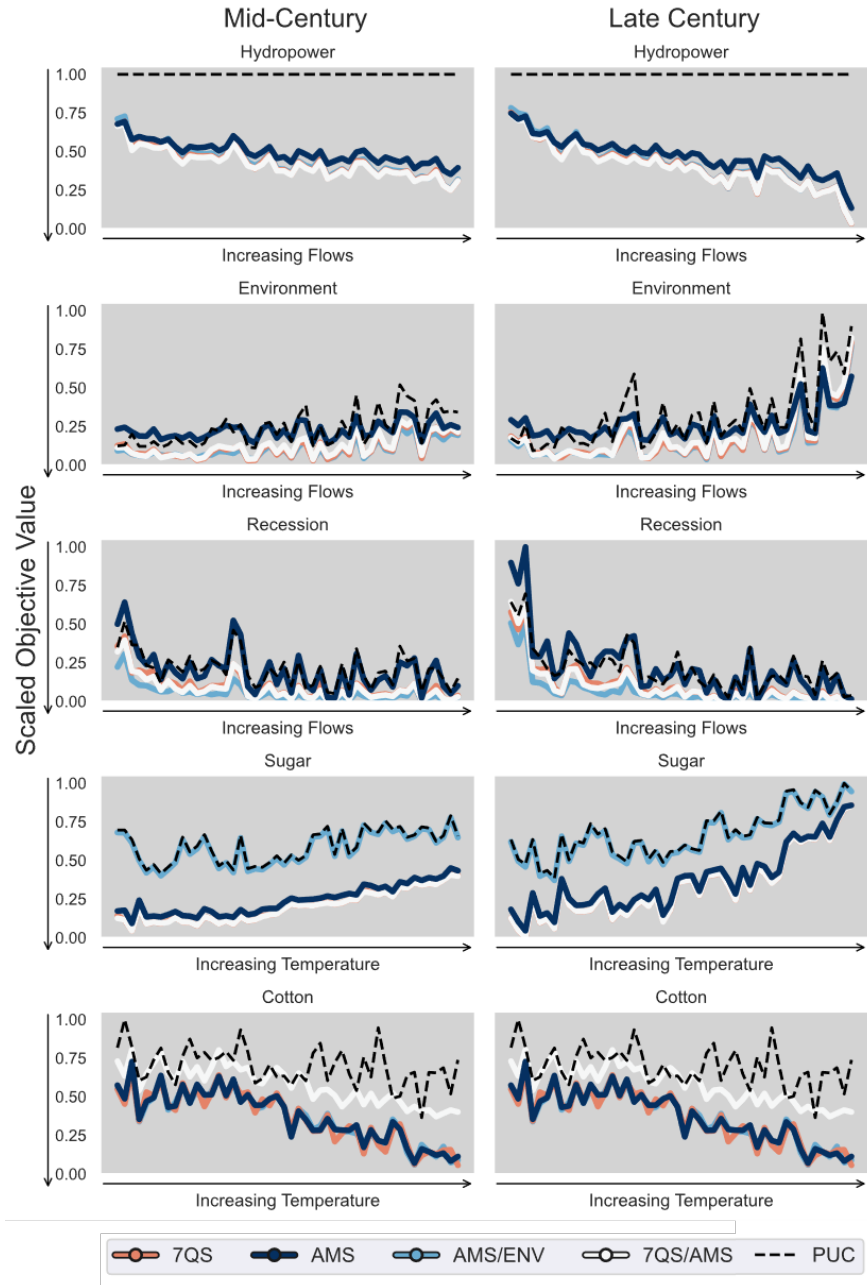 Mid-Century Late Century
Hydropower Hydropower
1.00
0.75
0.50
0.25
0.00
Increasing Flows Increasing Flows
Environment Environment
1.00
0.75
0.50
0.25
0.00
Increasing Flows Increasing Flows
Scaled Objective Value
Recession Recession
1.00
0.75
0.50
0.25
0.00
Increasing Flows Increasing Flows
Sugar Sugar
1.00
0.75
0.50
0.25
0.00
Increasing Temperature Increasing Temperature
Cotton Cotton
1.00
0.75
0.50
0.25
0.00
Increasing Temperature Increasing Temperature
7QS AMS AMS/ENV 7QS/AMS PUC